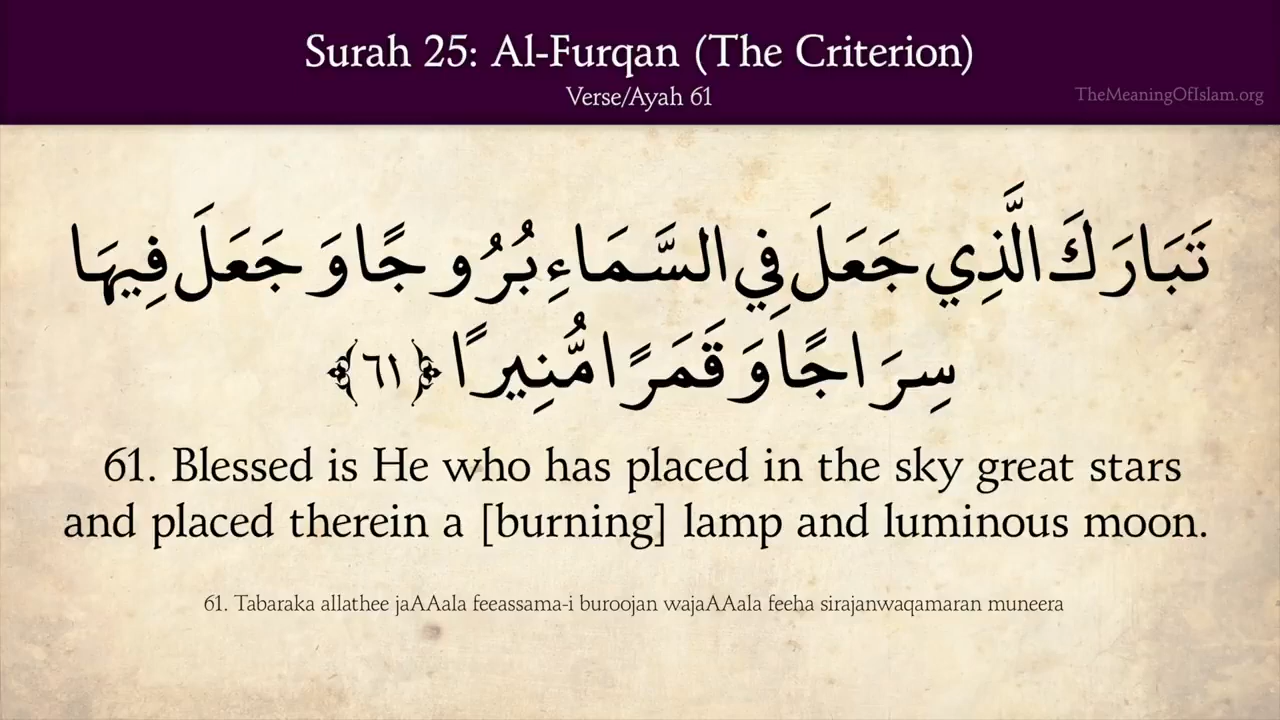 Surah 25: Al-Furqan (The Criterion)
Verse/Ayah 61
TheMeaningOfIslam.org
تَبَارَكَ الَّذِي جَعَلَ فِي السَّمَاءِ بُرُوجًا وَجَعَلَ فِيهَا
سِرَاجًا وَقَمَرًا مُّنِيرًا ﴿٦١﴾
61. Blessed is He who has placed in the sky great stars
and placed therein a [burning] lamp and luminous moon.
61. Tabaraka allathee jaAAala feeassama-i buroojan wajaAAala feeha sirajanwaqamaran muneera